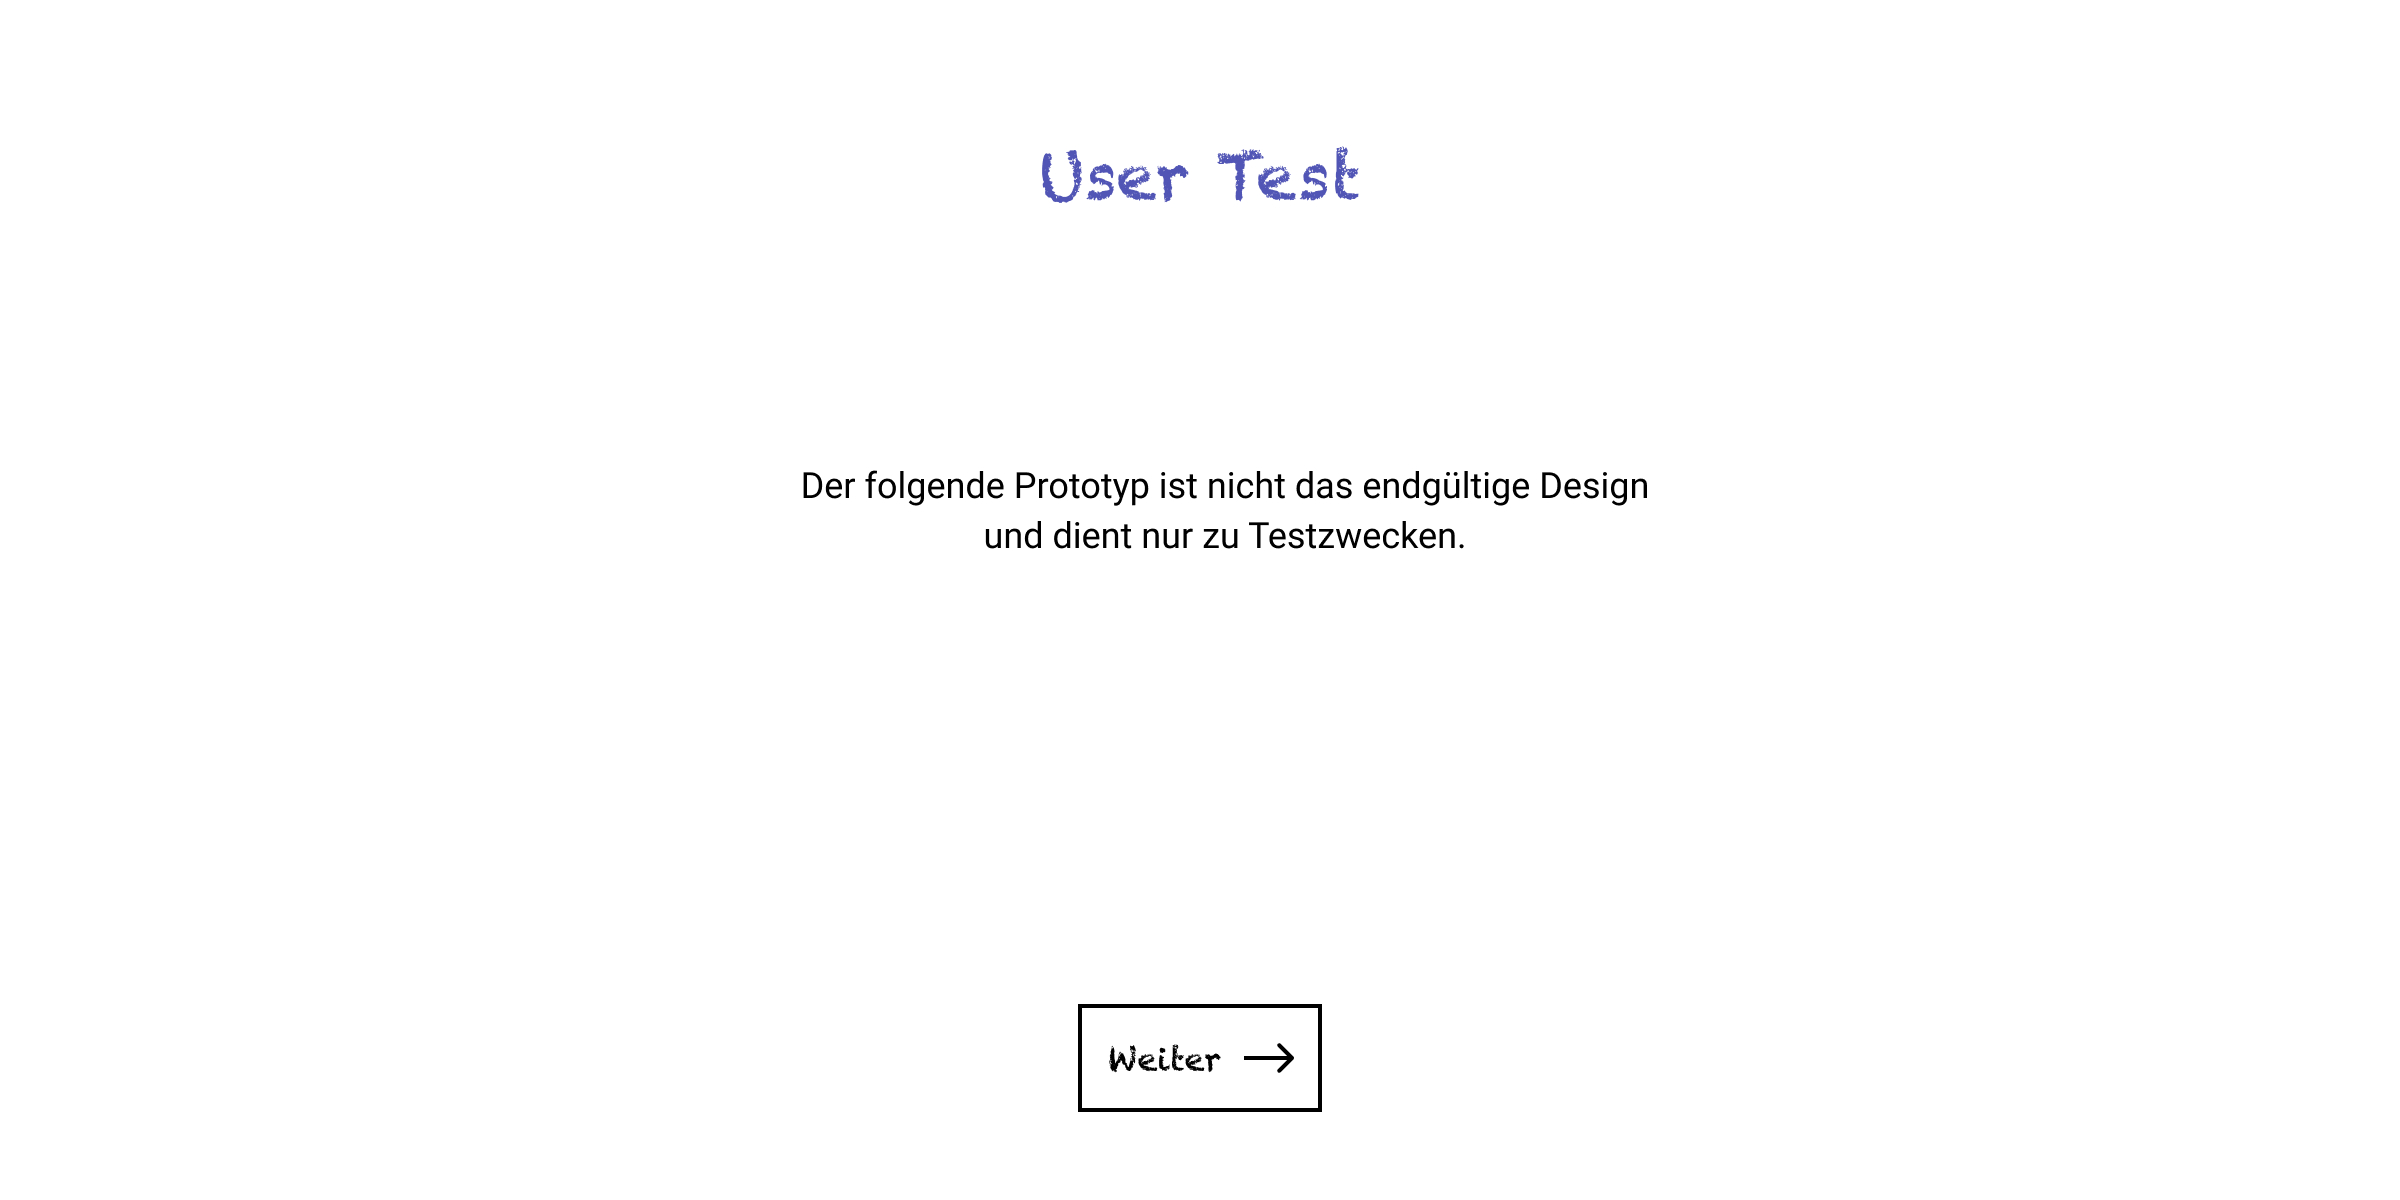 User Test
Der folgende Prototyp ist nicht das endgültige Design
und dient nur zu Testzwecken.
Weiter